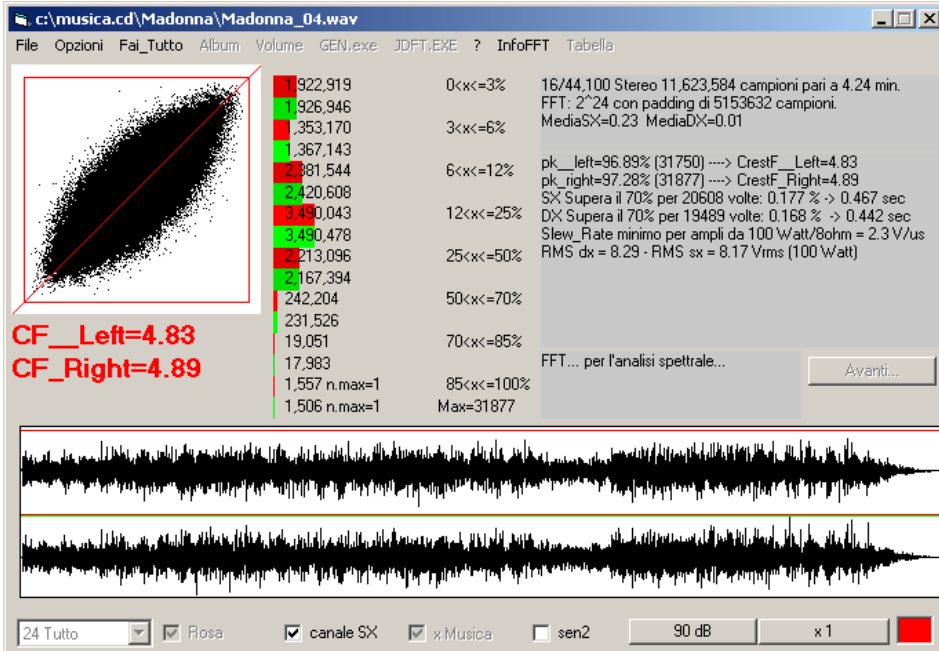 c:\musica.cd\Madonna\Madonna_04.wav
File Opzioni Fai_Tutto Album Volume GEN.exe JDFT.EXE ? InfoFFT Tabella
1,922,919 0<x<=3%
1,926,946
1,353,170 3<x<=6%
1,367,143
2,381,544 6<x<=12%
2,420,608
3,490,043 12<x<=25%
3,490,478
2,213,096 25<x<=50%
2,167,394
242,204 50<x<=70%
231,526
19,051 70<x<=85%
17,983
1,557 n.max=1 85<x<=100%
1,506 n.max=1 Max=31877
16/44,100 Stereo 11,623,584 campioni pari a 4.24 min.
FFT: 2^24 con padding di 5153632 campioni.
MediaSX=0.23 MediaDX=0.01
pk__left=96.89% (31750) ----> CrestF__Left=4.83
pk_right=97.28% (31877) ----> CrestF_Right=4.89
SX Supera il 70% per 20608 volte: 0.177 % -> 0.467 sec
DX Supera il 70% per 19489 volte: 0.168 % -> 0.442 sec
Slew_Rate minimo per ampli da 100 Watt/8ohm = 2.3 V/us
RMS dx = 8.29 - RMS sx = 8.17 Vrms (100 Watt)
CF__Left=4.83
CF_Right=4.89
FFT... per l'analisi spettrale...
Avanti...
24 Tutto Rosa canale SX x Musica sen2 90 dB x 1